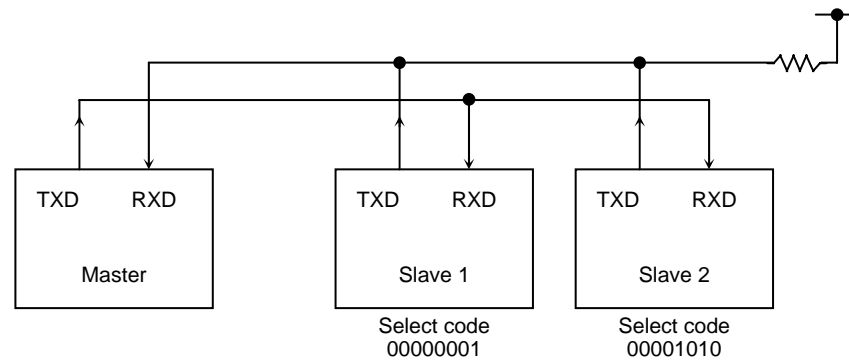 TXD RXD TXD RXD TXD RXD
Master Slave 1 Slave 2
Select code Select code
00000001 00001010